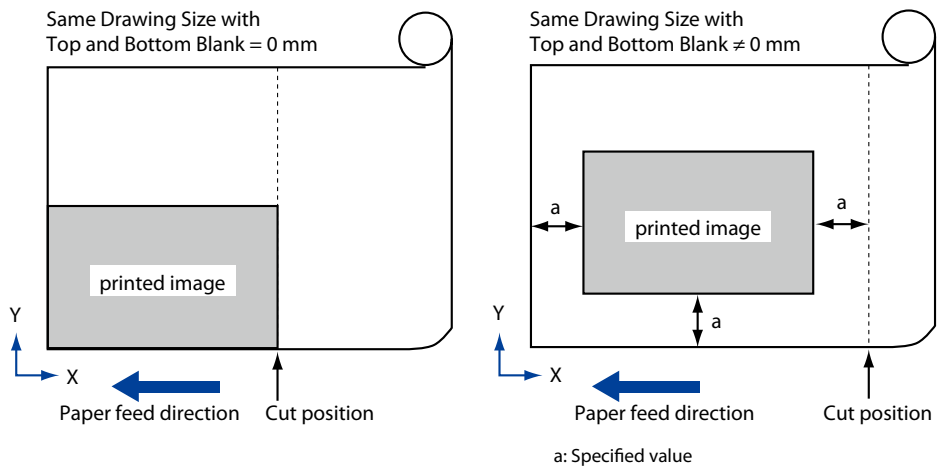 Same Drawing Size with
Top and Bottom Blank = 0 mm
printed image
Y
X
Paper feed direction
Cut position
Same Drawing Size with
Top and Bottom Blank ≠ 0 mm
a
a
printed image
a
Y
X
Paper feed direction
Cut position
a: Specified value